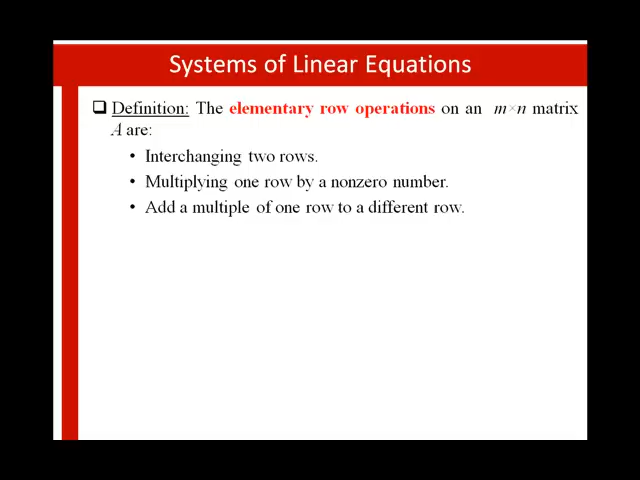 Systems of Linear Equations
❑ Definition: The elementary row operations on an m×n matrix
A are:
• Interchanging two rows.
• Multiplying one row by a nonzero number.
• Add a multiple of one row to a different row.